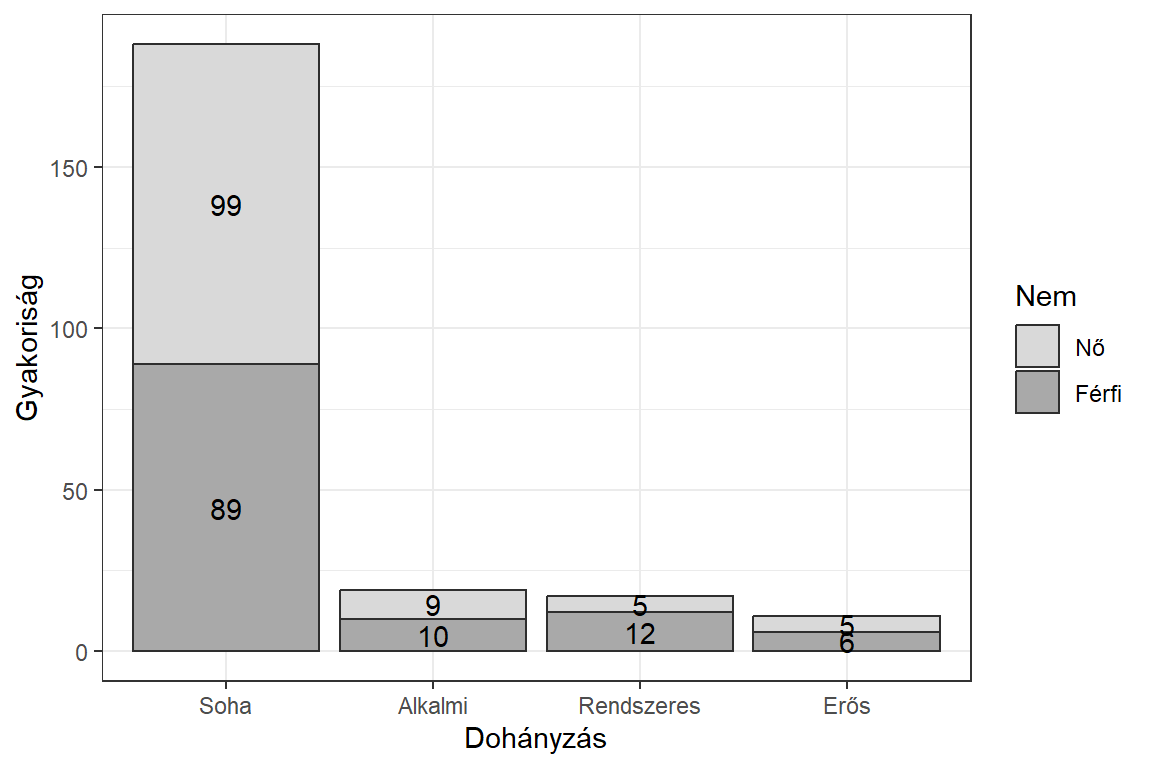 Gyakoriság
150
100
50
0
99
89
9
10
5
12
5
6
Soha
Alkalmi
Rendszeres
Erős
Dohányzás
Nem
Nő
Férfi